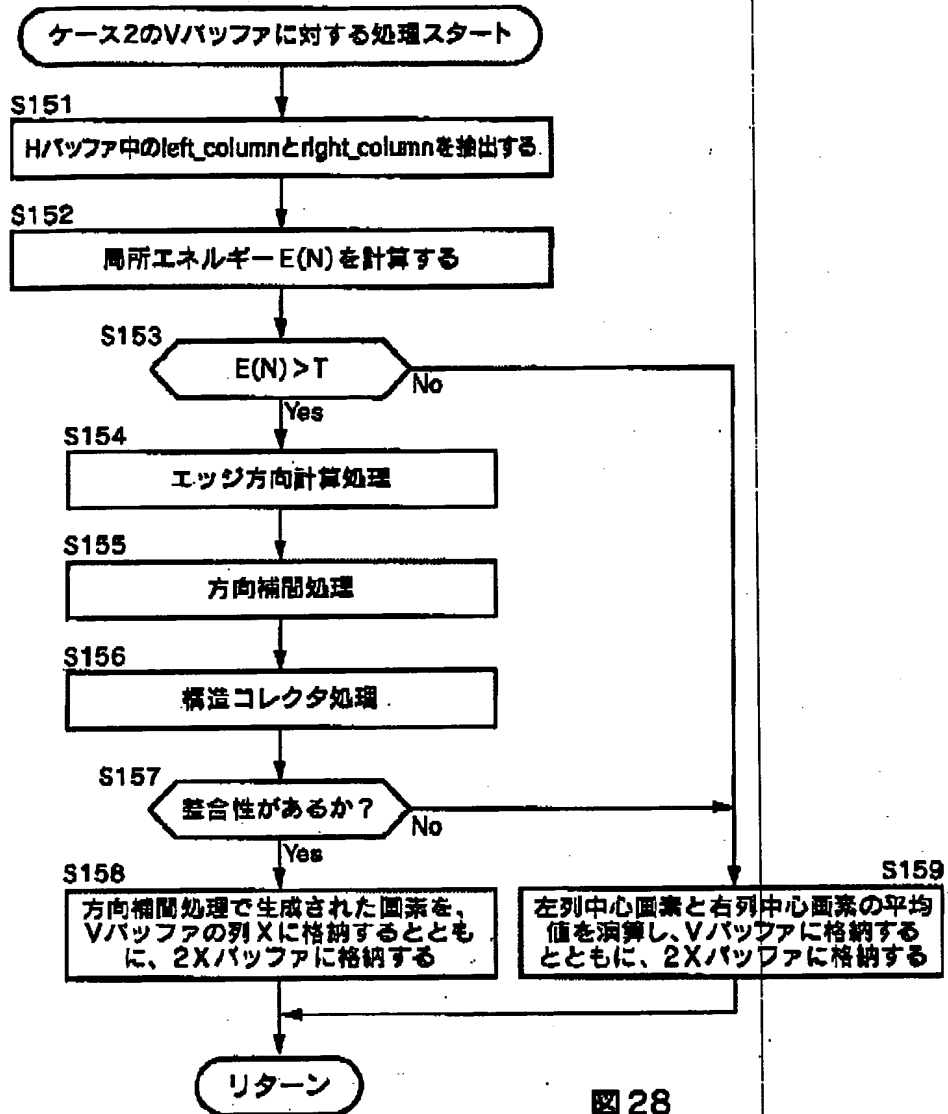 ケース2のVバッファに対する処理スタート
S151
Hバッファ中のleft_columnとright_columnを抽出する
S152
局所エネルギーE(N)を計算する
S153
E(N)>T
No
Yes
S154
エッジ方向計算処理
S155
方向補間処理
S156
構造コレクタ処理
S157
整合性があるか？
No
Yes
S158
方向補間処理で生成された画素を、
Vバッファの列Xに格納するととも
に、2Xバッファに格納する
S159
左列中心画素と右列中心画素の平均
値を演算し、Vバッファに格納する
とともに、2Xバッファに格納する
リターン
図28